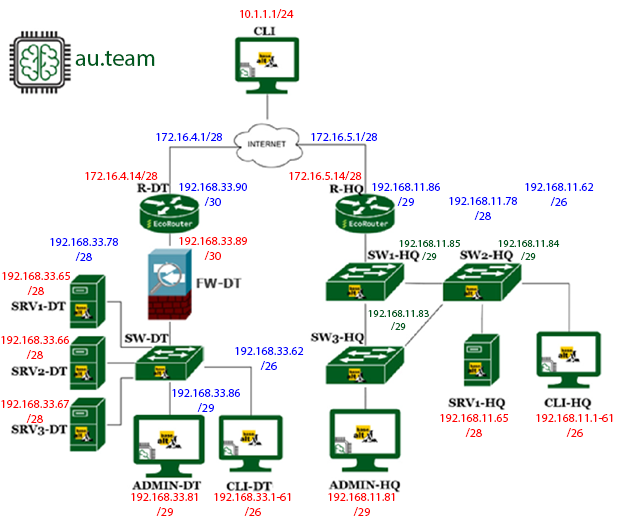 10.1.1.1/24
CLI
au.team
INTERNET
172.16.4.1/28
172.16.5.1/28
172.16.4.14/28
R-DT
192.168.33.90
/30
EcoRouter
172.16.5.14/28
R-HQ
192.168.11.86
/29
EcoRouter
192.168.11.78
/28
192.168.11.62
/26
192.168.33.78
/28
192.168.33.89
/30
FW-DT
192.168.11.85
/29
SW1-HQ
192.168.11.84
/29
SW2-HQ
192.168.33.65
/28
SRV1-DT
192.168.11.83
/29
SW3-HQ
SW-DT
192.168.33.66
/28
SRV2-DT
192.168.33.62
/26
192.168.33.86
/29
192.168.33.67
/28
SRV3-DT
SRV1-HQ
192.168.11.65
/28
CLI-HQ
192.168.11.1-61
/26
ADMIN-DT
192.168.33.81
/29
CLI-DT
192.168.33.1-61
/26
ADMIN-HQ
192.168.11.81
/29